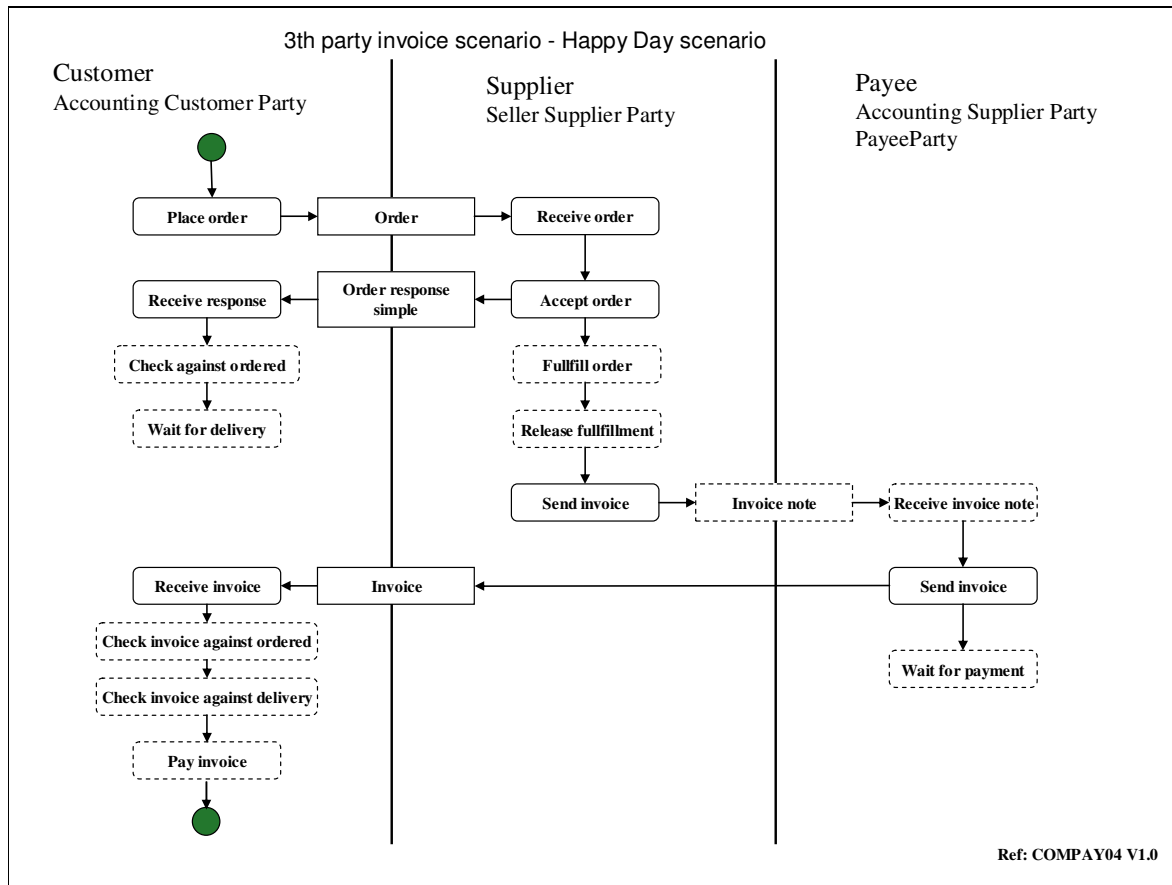 3th party invoice scenario - Happy Day scenario
Customer
Accounting Customer Party
Supplier
Seller Supplier Party
Payee
Accounting Supplier Party
PayeeParty
Place order
Order
Receive order
Receive response
Order response
simple
Accept order
Check against ordered
Fullfill order
Wait for delivery
Release fullfillment
Send invoice
Invoice note
Receive invoice note
Receive invoice
Invoice
Send invoice
Check invoice against ordered
Wait for payment
Check invoice against delivery
Pay invoice
Ref: COMPAY04 V1.0